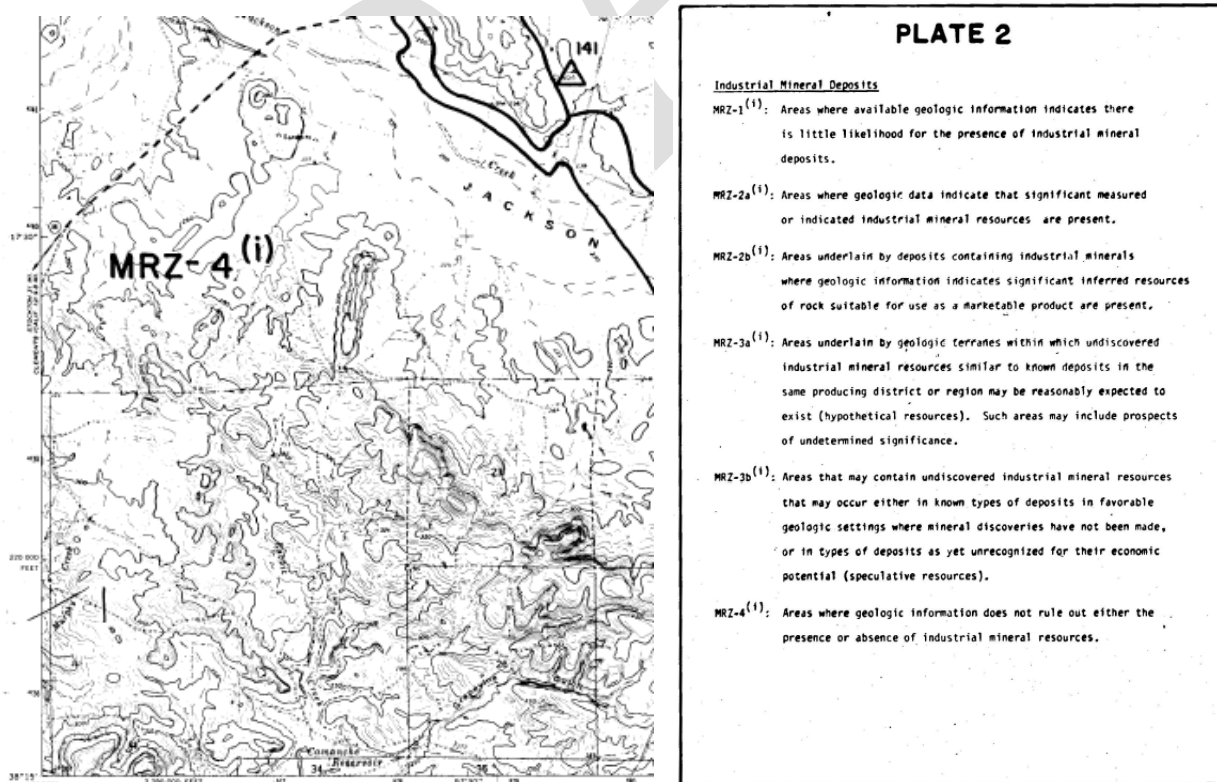 141
Creek
JACKSON
17'30"
MRZ-4(i)
21
220 000
FEET
Camanche
Reservoir
34
38°15'
PLATE 2
Industrial Mineral Deposits
MRZ-1(i): Areas where available geologic information indicates there
is little likelihood for the presence of industrial mineral
deposits.
MRZ-2a(i): Areas where geologic data indicate that significant measured
or indicated industrial mineral resources are present.
MRZ-2b(i): Areas underlain by deposits containing industrial minerals
where geologic information indicates significant inferred resources
of rock suitable for use as a marketable product are present.
MRZ-3a(i): Areas underlain by geologic terranes within which undiscovered
industrial mineral resources similar to known deposits in the
same producing district or region may be reasonably expected to
exist (hypothetical resources). Such areas may include prospects
of undetermined significance.
MRZ-3b(i): Areas that may contain undiscovered industrial mineral resources
that may occur either in known types of deposits in favorable
geologic settings where mineral discoveries have not been made,
or in types of deposits as yet unrecognized for their economic
potential (speculative resources).
MRZ-4(i): Areas where geologic information does not rule out either the
presence or absence of industrial mineral resources.